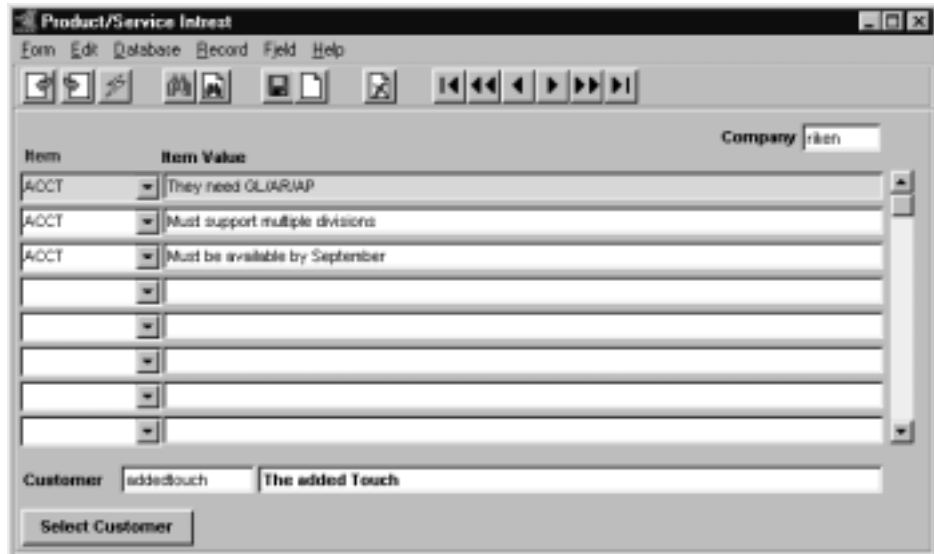 Product/Service Intrest
Form Edit Database Record Field Help
Company riken
Item Item Value
ACCT They need GL/AR/AP
ACCT Must support multiple divisions
ACCT Must be available by September
Customer addedtouch The added Touch
Select Customer